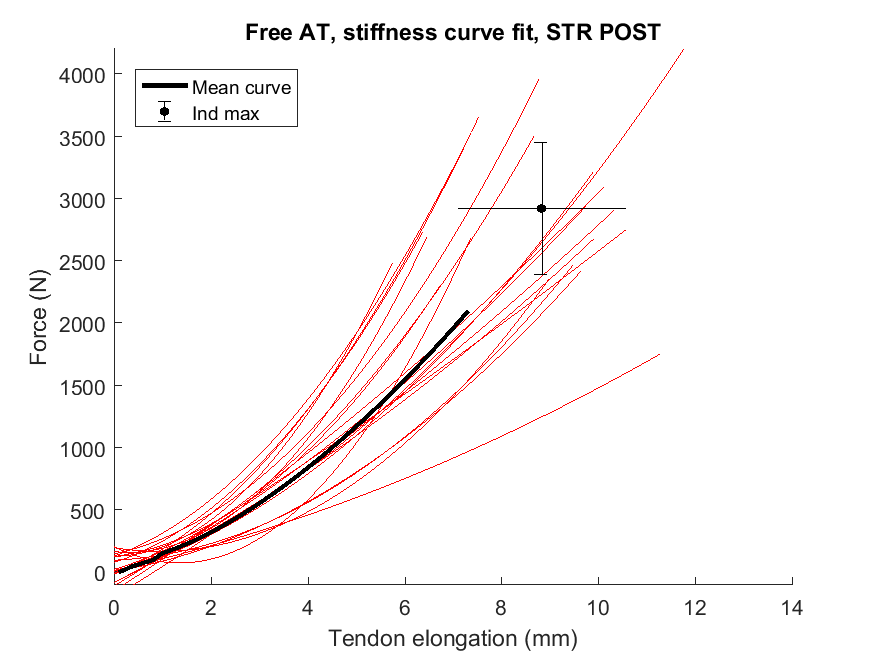 Free AT, stiffness curve fit, STR POST
Mean curve
Ind max
Force (N)
4000
3500
3000
2500
2000
1500
1000
500
0
0 2 4 6 8 10 12 14
Tendon elongation (mm)